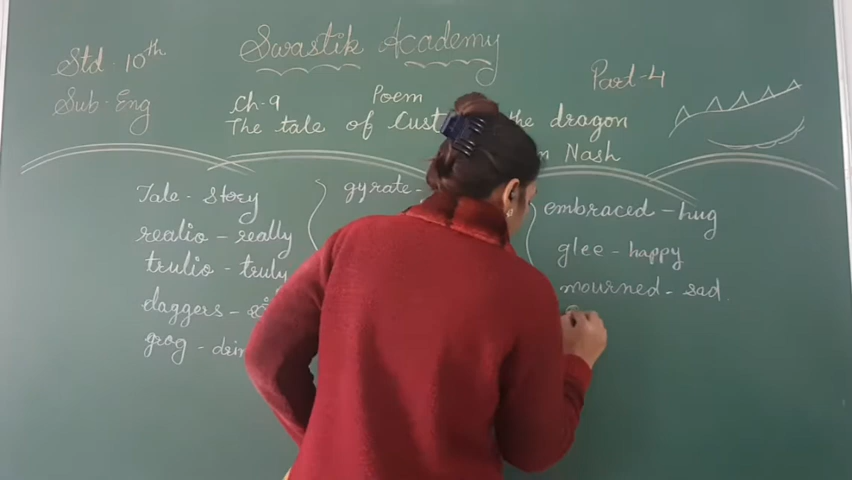 Std. 10th
Swastik Academy
Part-4
Sub-Eng
ch-9
Poem
The tale of Cust the dragon
Nash
Tale - Story
realio - really
trulio - truly
daggers -
grog -
gyrate -
embraced - hug
glee - happy
mourned - sad